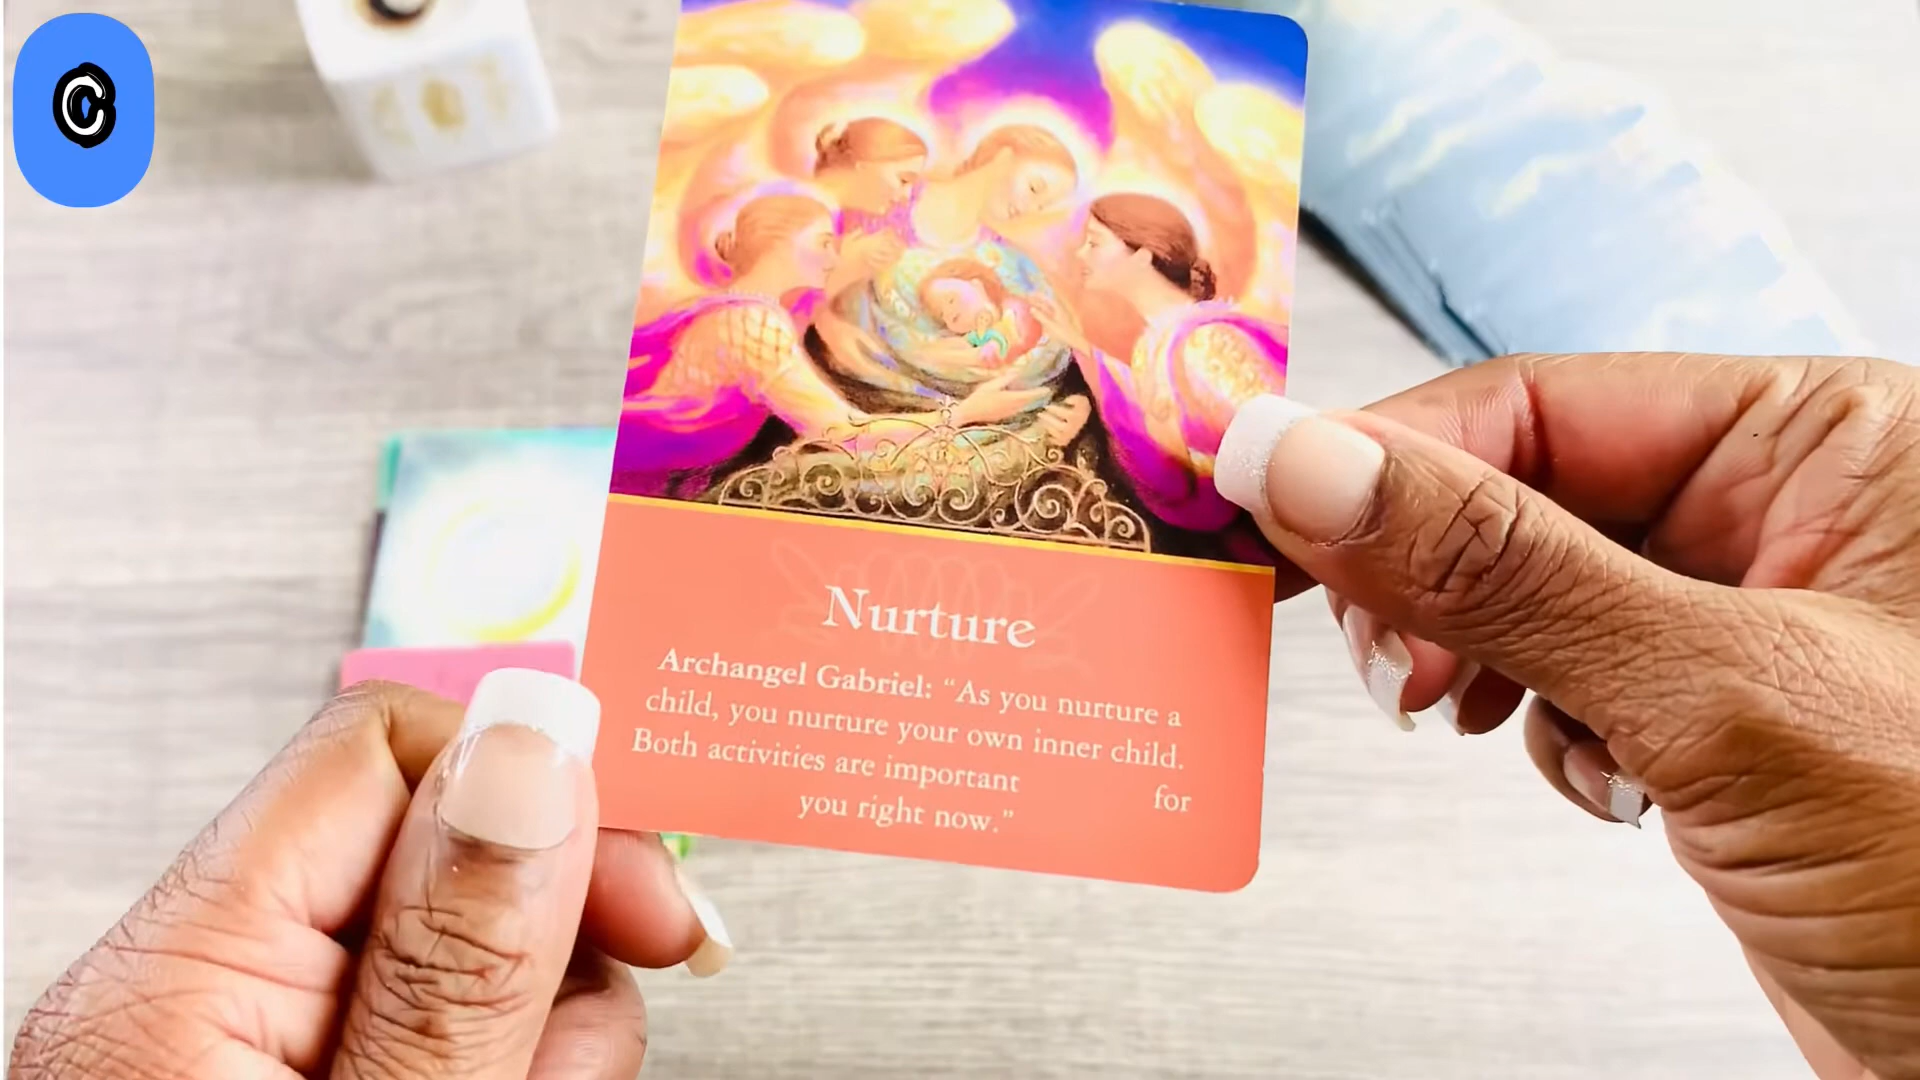 C
Nurture
Archangel Gabriel: “As you nurture a
child, you nurture your own inner child.
Both activities are important for
you right now.”